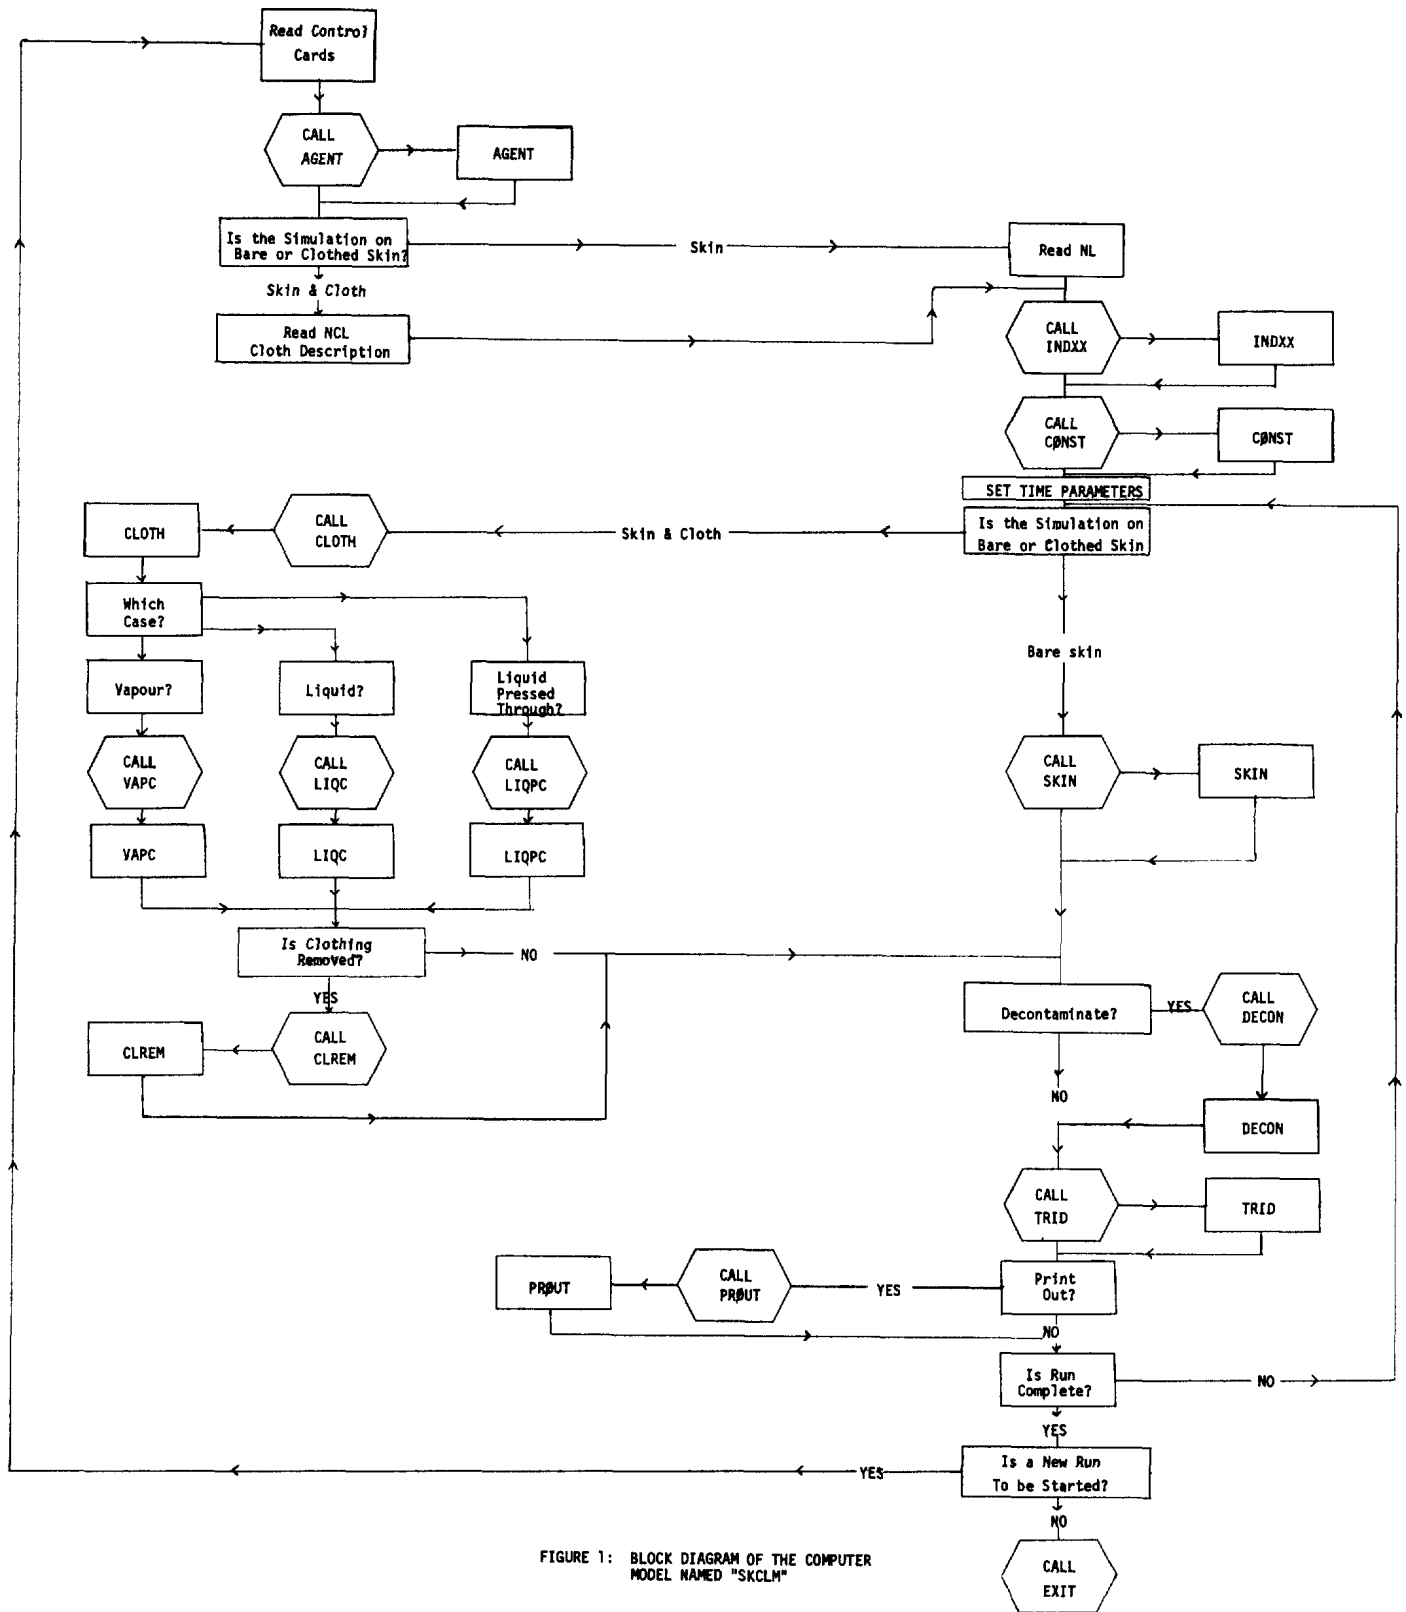 Read Control
Cards
CALL
AGENT
AGENT
Is the Simulation on
Bare or Clothed Skin?
Skin
Read NL
Skin & Cloth
Read NCL
Cloth Description
CALL
INDXX
INDXX
CALL
CØNST
CØNST
SET TIME PARAMETERS
Is the Simulation on
Bare or Clothed Skin
Skin & Cloth
CALL
CLOTH
CLOTH
Which
Case?
Bare skin
Vapour?
Liquid?
Liquid
Pressed
Through?
CALL
VAPC
CALL
LIQC
CALL
LIQPC
CALL
SKIN
SKIN
VAPC
LIQC
LIQPC
Is Clothing
Removed?
NO
YES
CALL
CLREM
CLREM
Decontaminate?
YES
CALL
DECON
NO
DECON
CALL
TRID
TRID
Print
Out?
YES
CALL
PRØUT
PRØUT
NO
Is Run
Complete?
NO
YES
Is a New Run
To be Started?
YES
NO
CALL
EXIT
FIGURE 1: BLOCK DIAGRAM OF THE COMPUTER
MODEL NAMED "SKCLM"